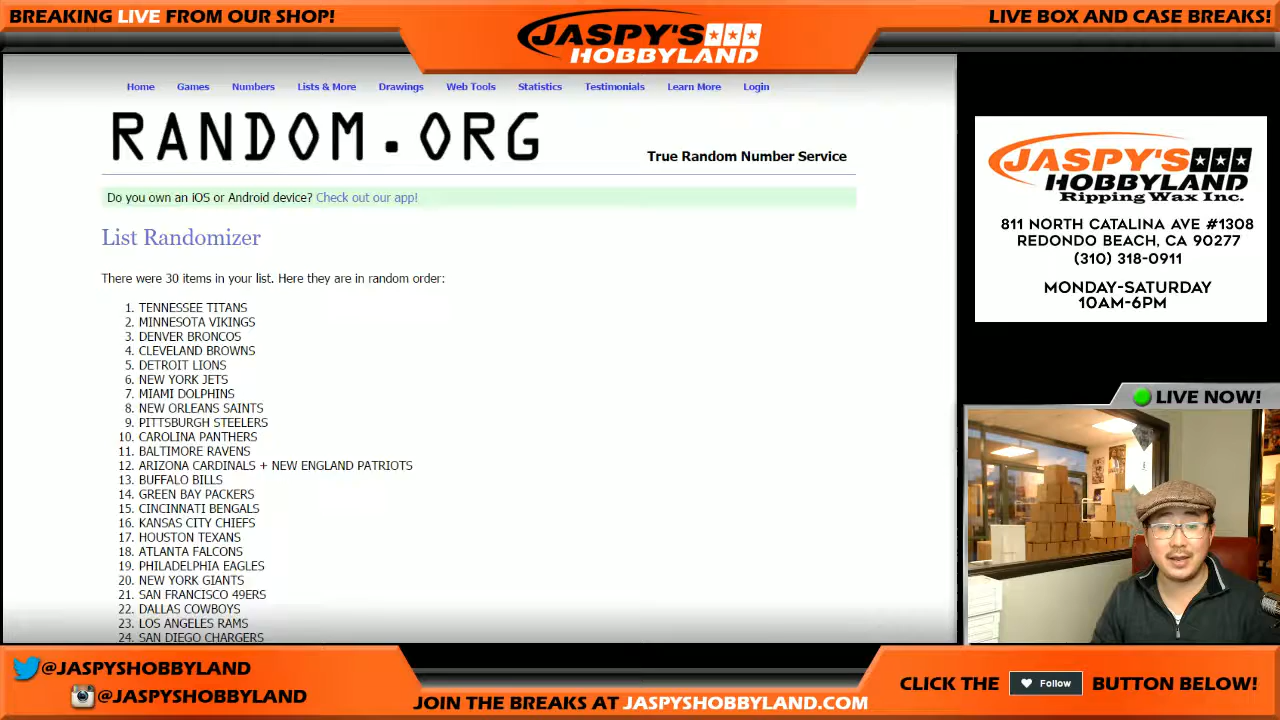 BREAKING LIVE FROM OUR SHOP!
JASPY'S
HOBBYLAND
LIVE BOX AND CASE BREAKS!
Home Games Numbers Lists & More Drawings Web Tools Statistics Testimonials Learn More Login
RANDOM.ORG
True Random Number Service
Do you own an iOS or Android device? Check out our app!
List Randomizer
There were 30 items in your list. Here they are in random order:
1. TENNESSEE TITANS
2. MINNESOTA VIKINGS
3. DENVER BRONCOS
4. CLEVELAND BROWNS
5. DETROIT LIONS
6. NEW YORK JETS
7. MIAMI DOLPHINS
8. NEW ORLEANS SAINTS
9. PITTSBURGH STEELERS
10. CAROLINA PANTHERS
11. BALTIMORE RAVENS
12. ARIZONA CARDINALS + NEW ENGLAND PATRIOTS
13. BUFFALO BILLS
14. GREEN BAY PACKERS
15. CINCINNATI BENGALS
16. KANSAS CITY CHIEFS
17. HOUSTON TEXANS
18. ATLANTA FALCONS
19. PHILADELPHIA EAGLES
20. NEW YORK GIANTS
21. SAN FRANCISCO 49ERS
22. DALLAS COWBOYS
23. LOS ANGELES RAMS
24. SAN DIEGO CHARGERS
JASPY'S
HOBBYLAND
Ripping Wax Inc.
811 NORTH CATALINA AVE #1308
REDONDO BEACH, CA 90277
(310) 318-0911
MONDAY-SATURDAY
10AM-6PM
LIVE NOW!
@JASPYSHOBBYLAND
@JASPYSHOBBYLAND
JOIN THE BREAKS AT JASPYSHOBBYLAND.COM
CLICK THE Follow BUTTON BELOW!